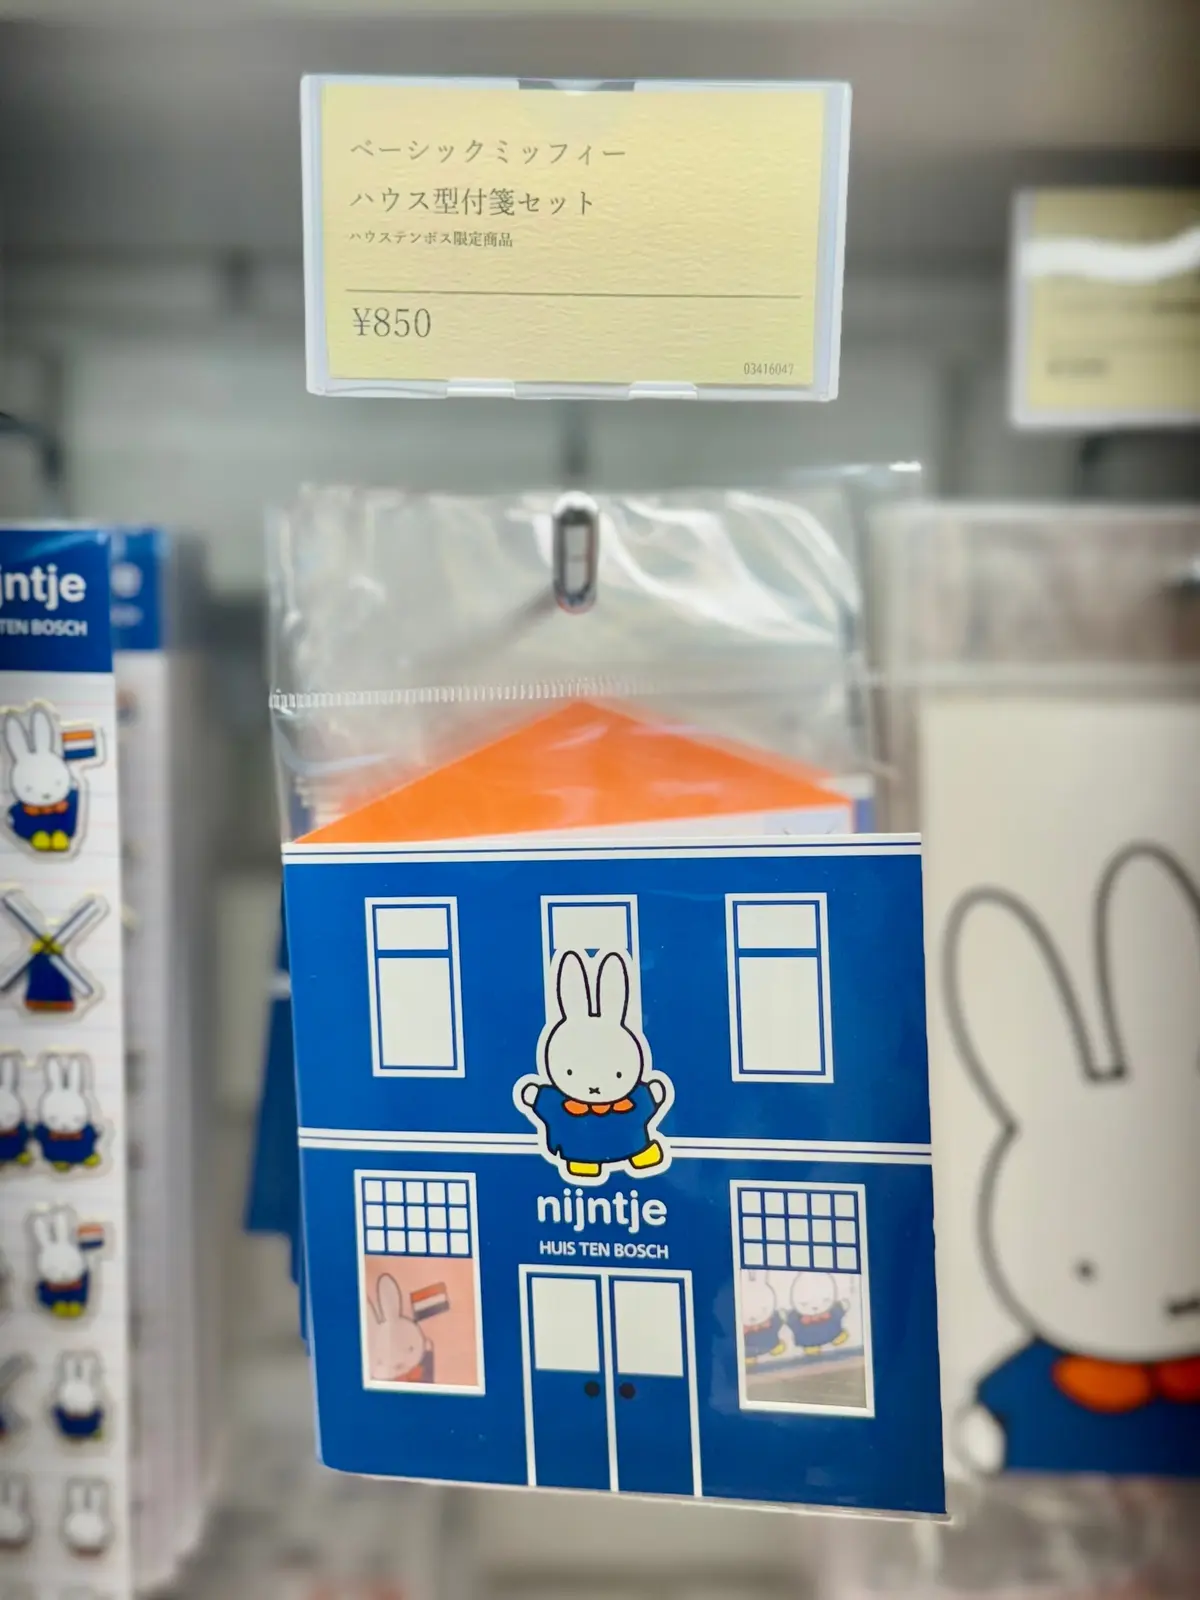 ベーシックミッフィー
ハウス型付箋セット
ハウステンボス限定商品
¥850
03416047
njntje
TEN BOSCH
nijntje
HUIS TEN BOSCH